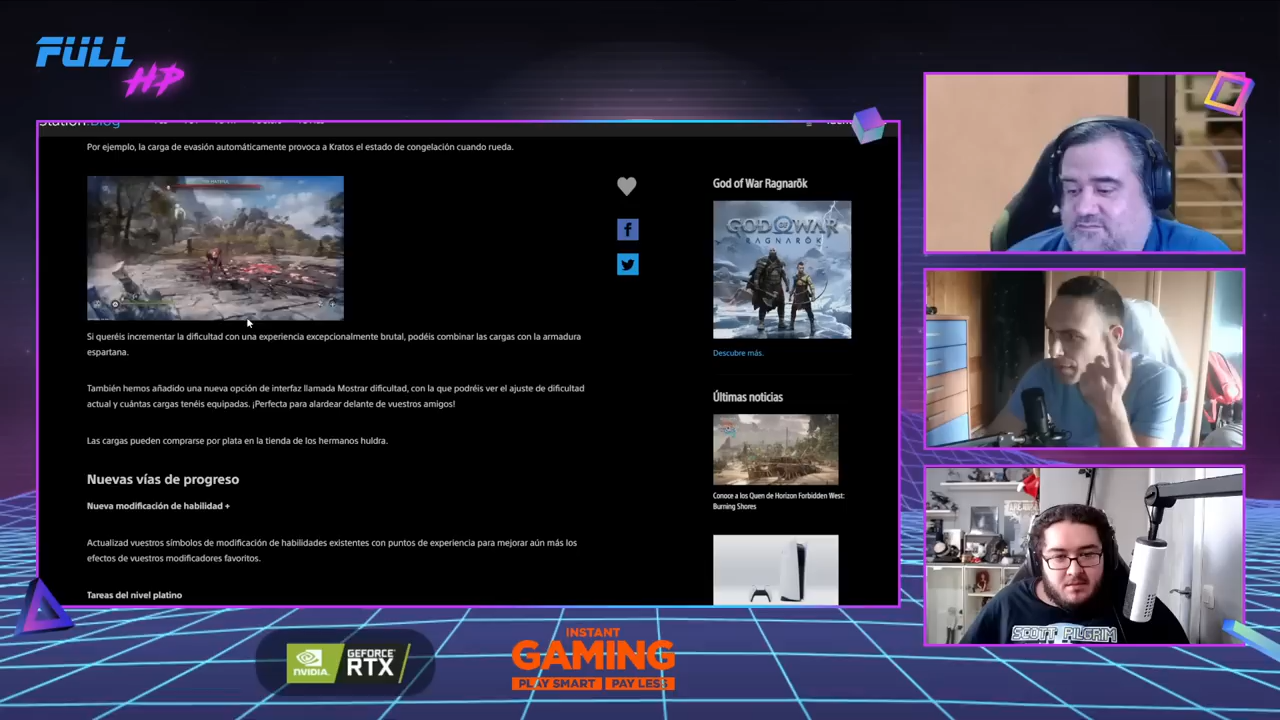 FULL
HP
Station.Blog
Por ejemplo, la carga de evasión automáticamente provoca a Kratos el estado de congelación cuando rueda.
Si queréis incrementar la dificultad con una experiencia excepcionalmente brutal, podéis combinar las cargas con la armadura
espartana.
También hemos añadido una nueva opción de interfaz llamada Mostrar dificultad, con la que podréis ver el ajuste de dificultad
actual y cuántas cargas tenéis equipadas. ¡Perfecta para alardear delante de vuestros amigos!
Las cargas pueden comprarse por plata en la tienda de los hermanos huldra.
Nuevas vías de progreso
Nueva modificación de habilidad +
Actualizad vuestros símbolos de modificación de habilidades existentes con puntos de experiencia para mejorar aún más los
efectos de vuestros modificadores favoritos.
Tareas del nivel platino
God of War Ragnarök
GOD OF WAR
RAGNARÖK
Descubre más.
Últimas noticias
Conoce a los Quen de Horizon Forbidden West:
Burning Shores
SCOTT PILGRIM
NVIDIA.
GEFORCE
RTX
INSTANT
GAMING
PLAY SMART
PAY LESS